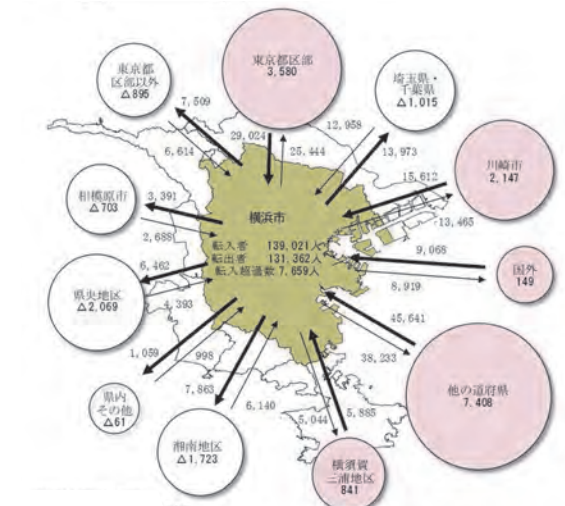 東京都区部
3,580
東京都
区部以外
△895
埼玉県・
千葉県
△1,015
7,509
6,614
29,024
25,444
12,958
13,973
川崎市
2,147
15,612
13,465
相模原市
△703
3,391
2,688
横浜市
転入者 139,021人
転出者 131,362人
転入超過数 7,659人
9,068
8,919
国外
149
県央地区
△2,069
6,462
4,393
45,641
38,233
他の道府県
7,408
1,059
998
県内
その他
△61
7,863
6,140
湘南地区
△1,723
5,044
5,885
横須賀
三浦地区
841